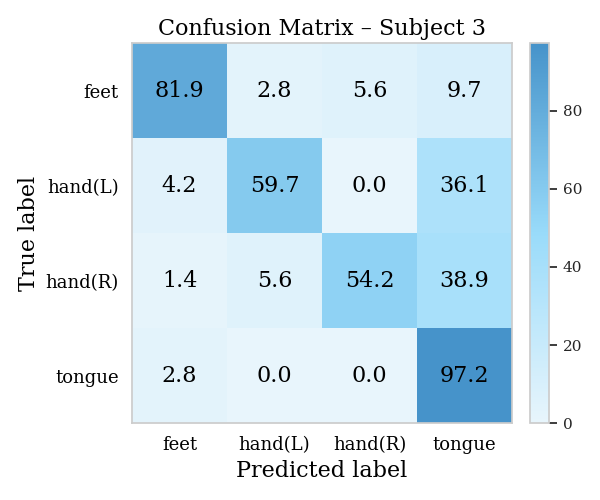 Confusion Matrix – Subject 3
True label
feet 81.9 2.8 5.6 9.7
hand(L) 4.2 59.7 0.0 36.1
hand(R) 1.4 5.6 54.2 38.9
tongue 2.8 0.0 0.0 97.2
feet hand(L) hand(R) tongue
Predicted label
80
60
40
20
0